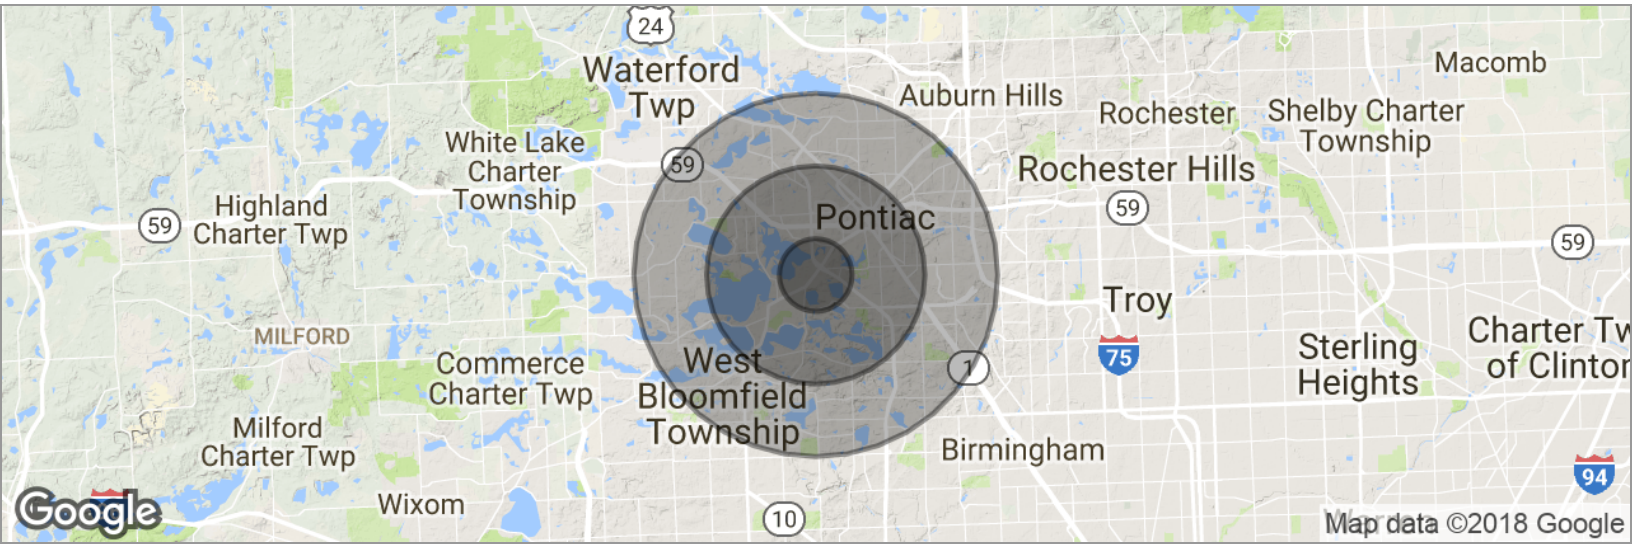 24
Waterford
Twp
Macomb
Auburn Hills
Rochester
Shelby Charter
Township
White Lake
Charter
Township
59
Rochester Hills
Highland
Charter Twp
59
Pontiac
59
59
Troy
MILFORD
75
Sterling
Heights
Charter Tw
of Clinton
Commerce
Charter Twp
West
Bloomfield
Township
1
Milford
Charter Twp
Birmingham
94
Wixom
Google
10
Map data ©2018 Google